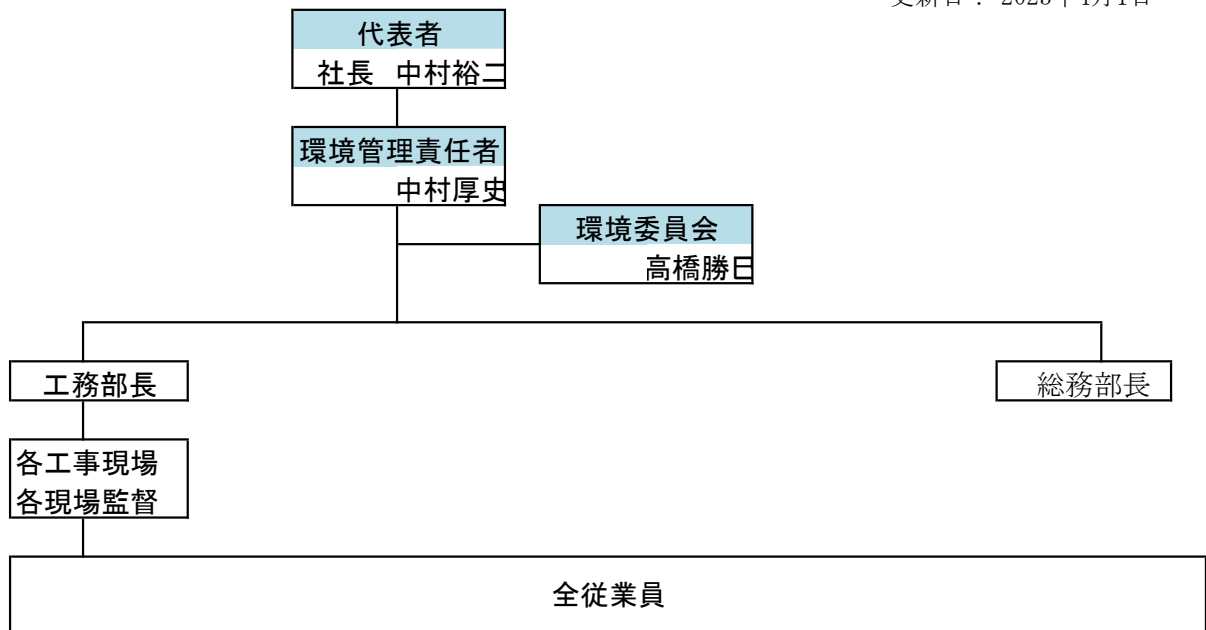 代表者
社長 中村裕二
環境管理責任者
中村厚史
環境委員会
高橋勝
工務部長
総務部長
各工事現場
各現場監督
全従業員